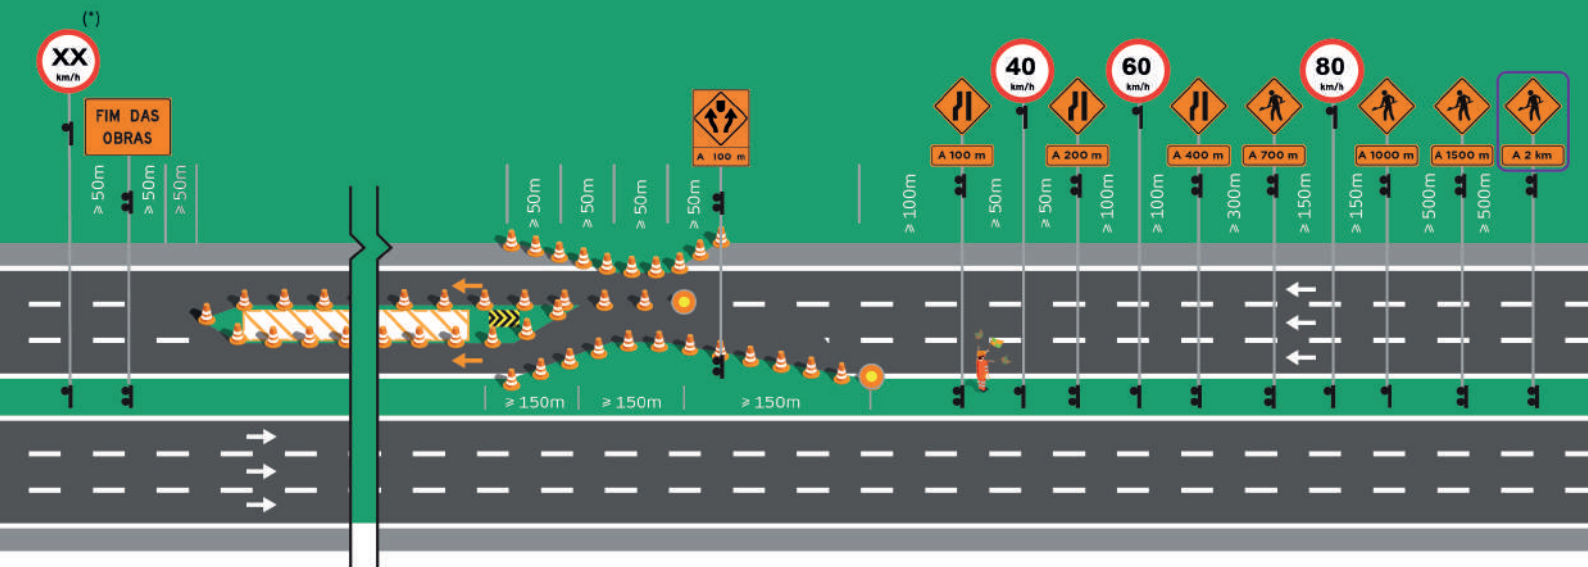 (*)
XX
km/h
FIM DAS
OBRAS
A 100 m
40
km/h
60
km/h
80
km/h
A 100 m
A 200 m
A 400 m
A 700 m
A 1000 m
A 1500 m
A 2 km
⩾ 50m
⩾ 50m
⩾ 50m
⩾ 50m
⩾ 50m
⩾ 50m
⩾ 50m
⩾ 100m
⩾ 50m
⩾ 50m
⩾ 100m
⩾ 100m
⩾ 300m
⩾ 150m
⩾ 150m
⩾ 500m
⩾ 500m
⩾ 150m
⩾ 150m
⩾ 150m